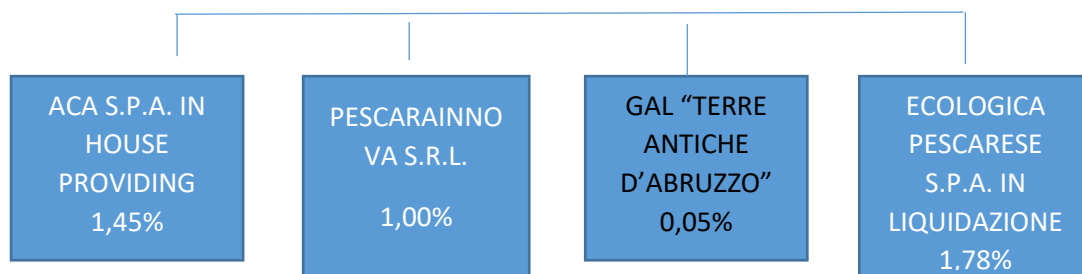 ACA S.P.A. IN
HOUSE
PROVIDING
1,45%
PESCARAINNO
VA S.R.L.
1,00%
GAL “TERRE
ANTICHE
D’ABRUZZO”
0,05%
ECOLOGICA
PESCARESE
S.P.A. IN
LIQUIDAZIONE
1,78%